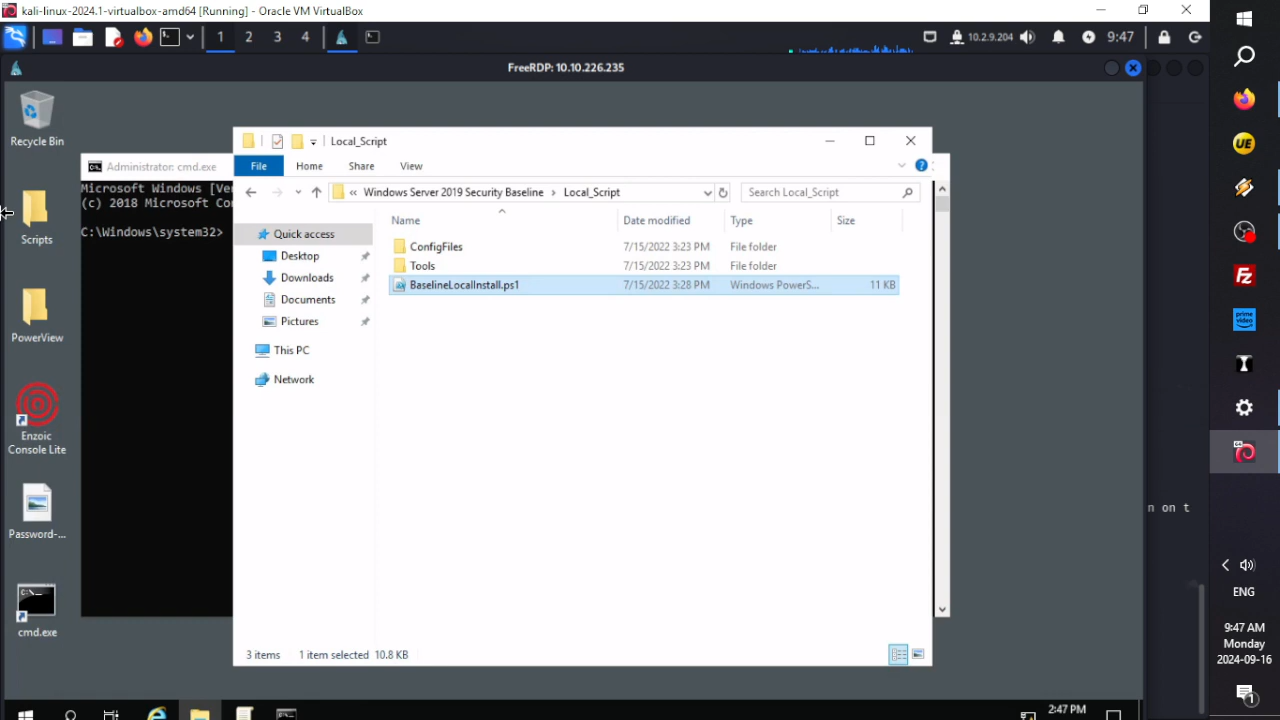 kali-linux-2024.1-virtualbox-amd64 [Running] - Oracle VM VirtualBox
1 2 3 4 10.2.9.204 9:47
FreeRDP: 10.10.226.235
Recycle Bin
Scripts
PowerView
Enzoic
Console Lite
Password-...
cmd.exe
Administrator: cmd.exe
Microsoft Windows [Ver
(c) 2018 Microsoft Cor
C:\Windows\system32>
Local_Script
File Home Share View
« Windows Server 2019 Security Baseline > Local_Script
Search Local_Script
Name Date modified Type Size
Quick access
Desktop
Downloads
Documents
Pictures
This PC
Network
ConfigFiles 7/15/2022 3:23 PM File folder
Tools 7/15/2022 3:23 PM File folder
BaselineLocalInstall.ps1 7/15/2022 3:28 PM Windows PowerS... 11 KB
3 items 1 item selected 10.8 KB
2:47 PM
n on t
UE
FZ
prime
video
ENG
9:47 AM
Monday
2024-09-16
1